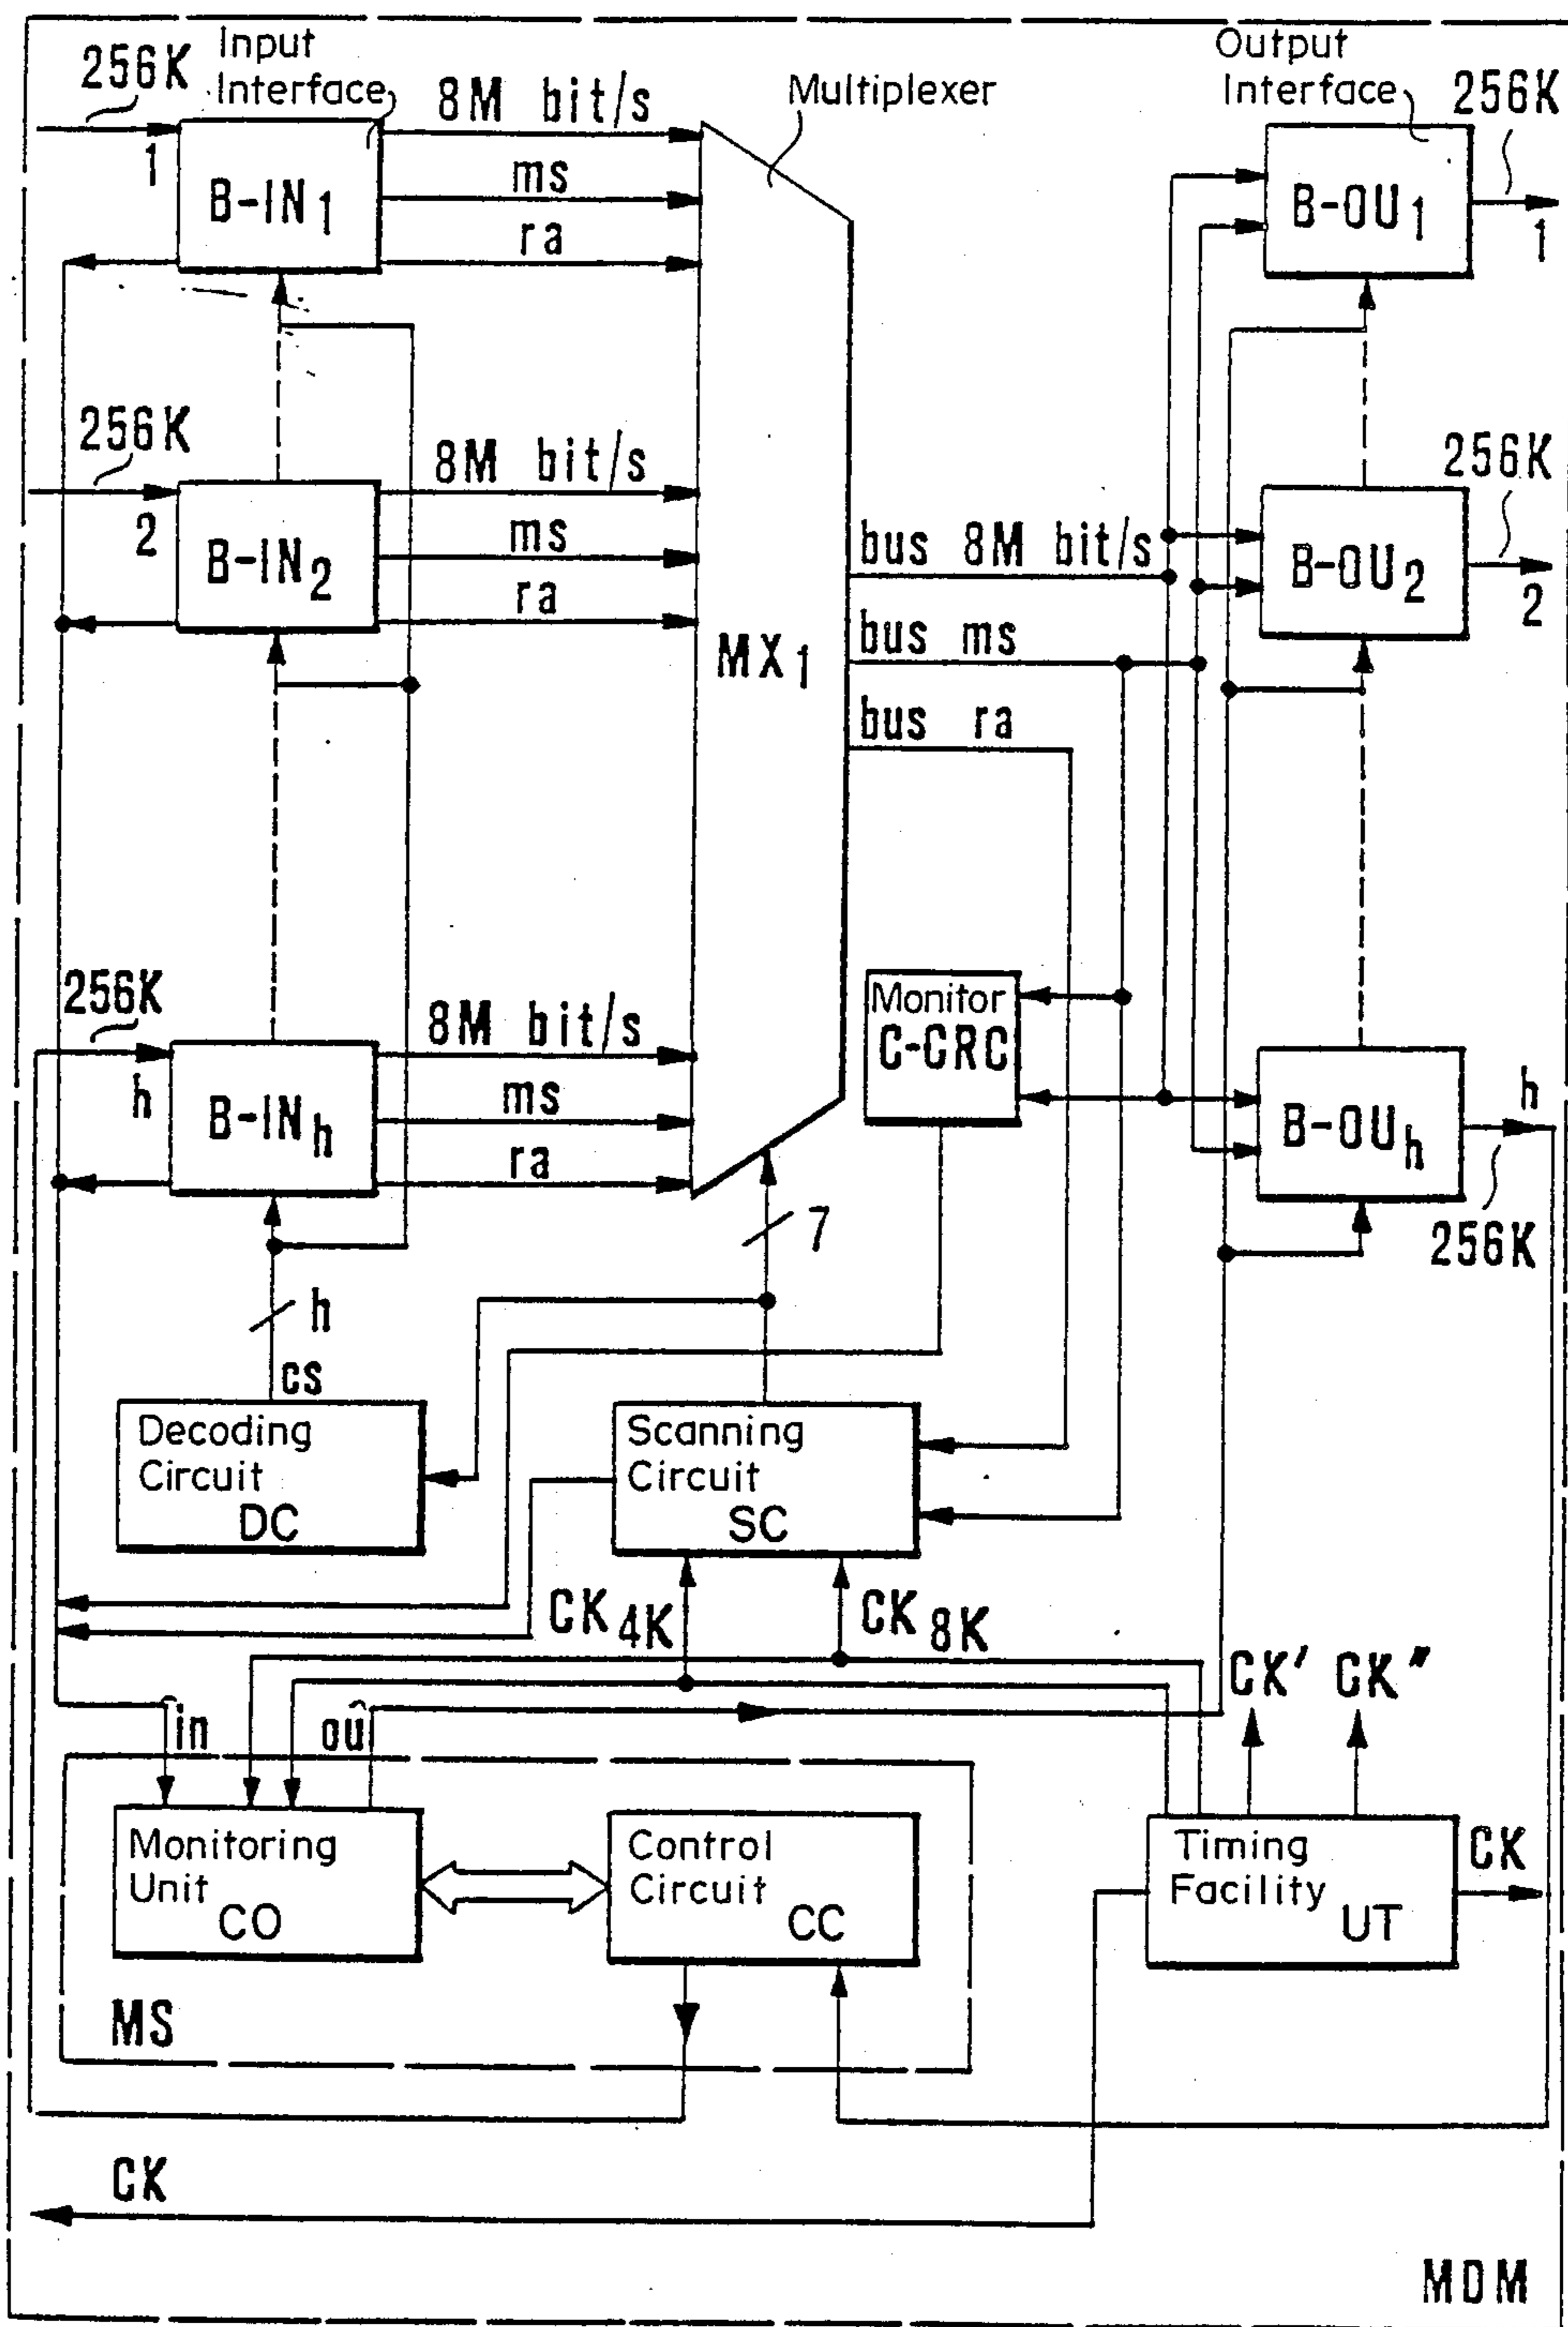 Input
Interface
Output
Interface
Multiplexer
256K
8M bit/s
256K
1
B-IN1
ms
ra
B-OU1
1
256K
8M bit/s
256K
2
B-IN2
ms
ra
bus 8M bit/s
B-OU2
2
bus ms
MX1
bus ra
256K
8M bit/s
Monitor
C-CRC
h
B-INh
ms
ra
B-OUh
h
256K
7
h
cs
Decoding
Circuit
DC
Scanning
Circuit
SC
CK4K
CK8K
CK'
CK"
in
ou
Monitoring
Unit
CO
Control
Circuit
CC
Timing
Facility
UT
CK
MS
CK
MDM